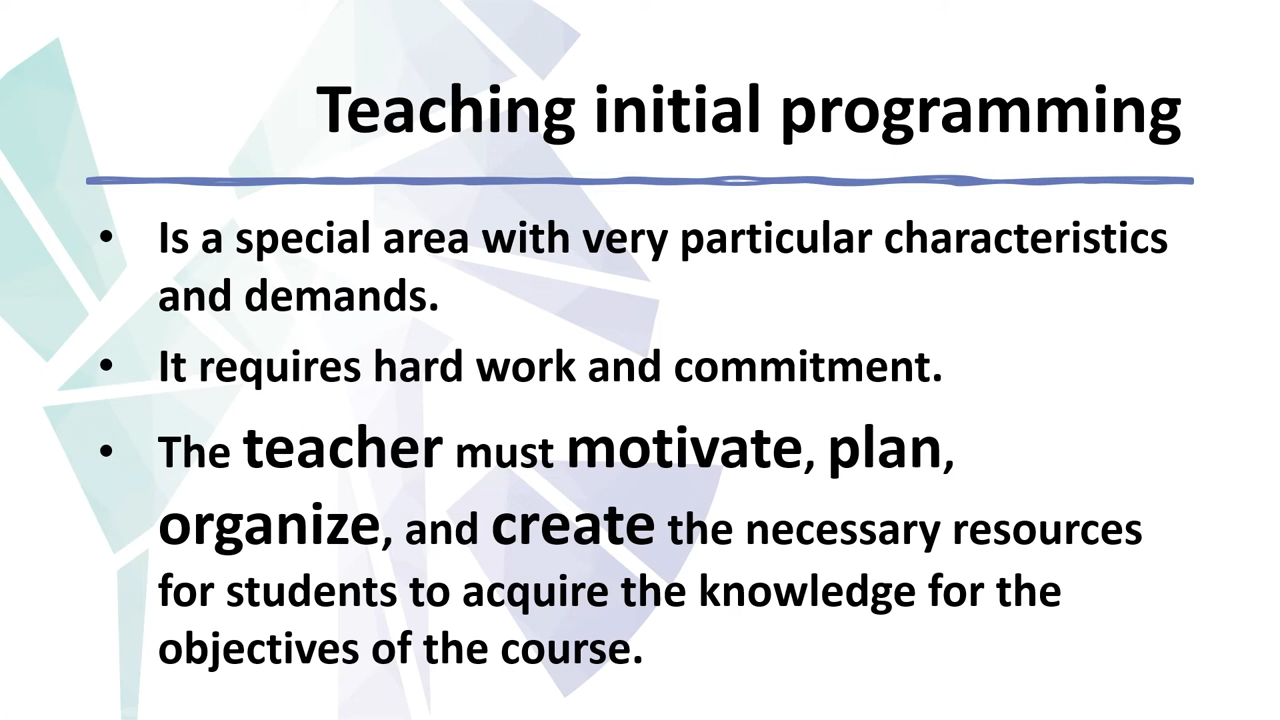 Teaching initial programming
• Is a special area with very particular characteristics
and demands.
• It requires hard work and commitment.
• The teacher must motivate, plan,
organize, and create the necessary resources
for students to acquire the knowledge for the
objectives of the course.